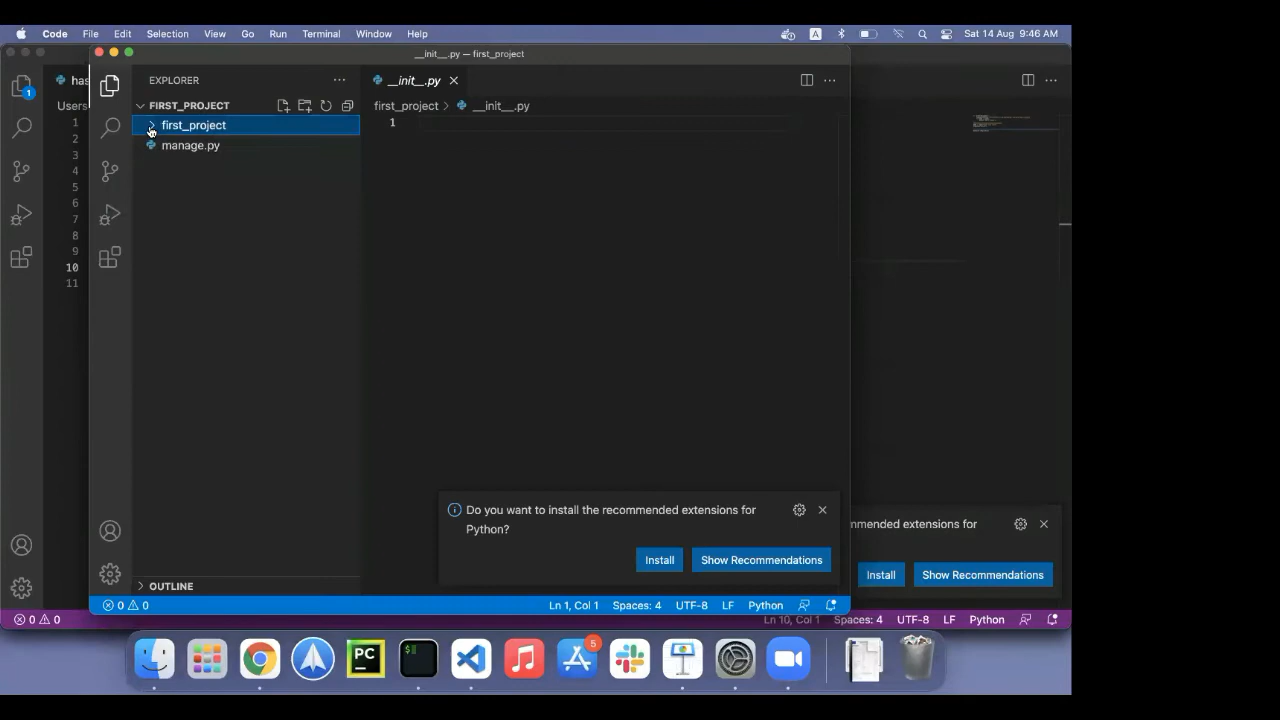 Code File Edit Selection View Go Run Terminal Window Help A Sat 14 Aug 9:46 AM
__init__.py — first_project
has
Users
1
2
3
4
5
6
7
8
9
10
11
1
EXPLORER
FIRST_PROJECT
first_project
manage.py
OUTLINE
__init__.py
first_project > __init__.py
1
Do you want to install the recommended extensions for
Python?
Install Show Recommendations
mmended extensions for
Install Show Recommendations
0 0 Ln 1, Col 1 Spaces: 4 UTF-8 LF Python
0 0 Ln 10, Col 1 Spaces: 4 UTF-8 LF Python
PC
$
5